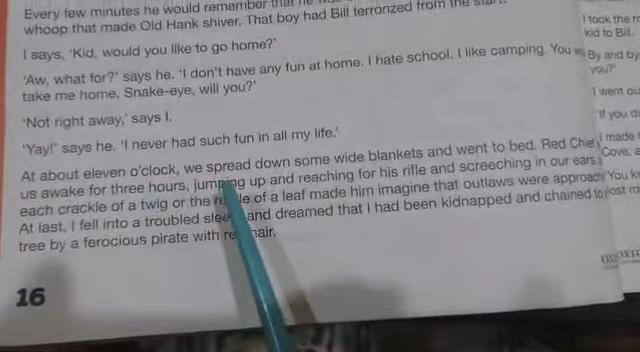 Every few minutes he would remember that he
whoop that made Old Hank shiver. That boy had Bill terrorized from the start.
I says, 'Kid, would you like to go home?'
'Aw, what for?' says he. 'I don't have any fun at home. I hate school. I like camping. You
take me home, Snake-eye, will you?'
'Not right away,' says I.
'Yay!' says he. 'I never had such fun in all my life.'
At about eleven o'clock, we spread down some wide blankets and went to bed. Red Chief
us awake for three hours, jumping up and reaching for his rifle and screeching in our ears,
each crackle of a twig or the of a leaf made him imagine that outlaws were
At last, I fell into a troubled and dreamed that I had been kidnapped and chained to
tree by a ferocious pirate with hair.
16
I took the
kid to Bill.
By and by
you?'
I went
'If you
I made
Cove,
You
lost